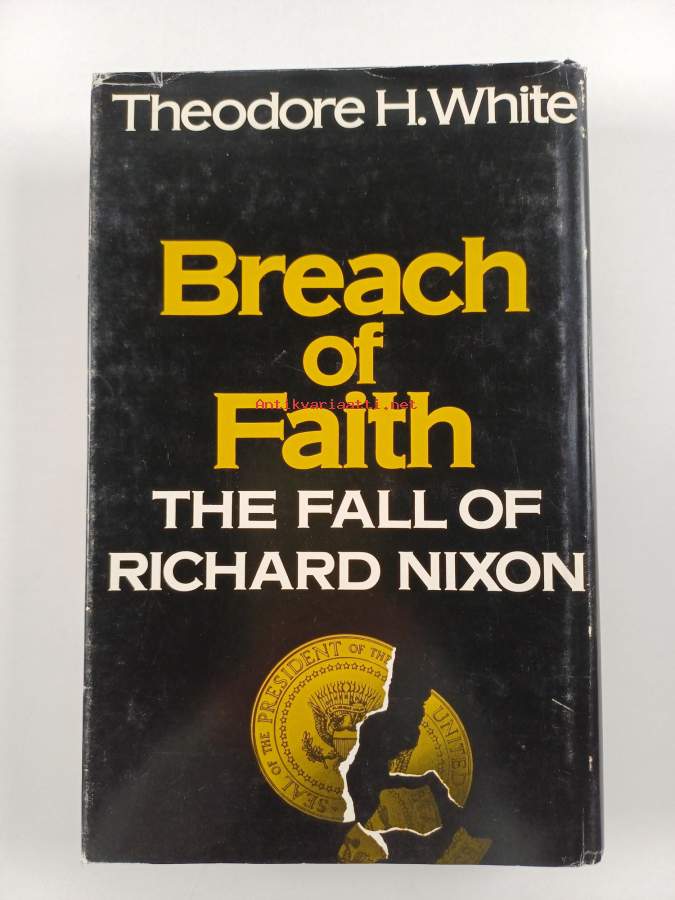 Theodore H. White
Breach
of
Antikvariaatti.net
Faith
THE FALL OF
RICHARD NIXON
SEAL OF THE PRESIDENT OF THE
UNITED